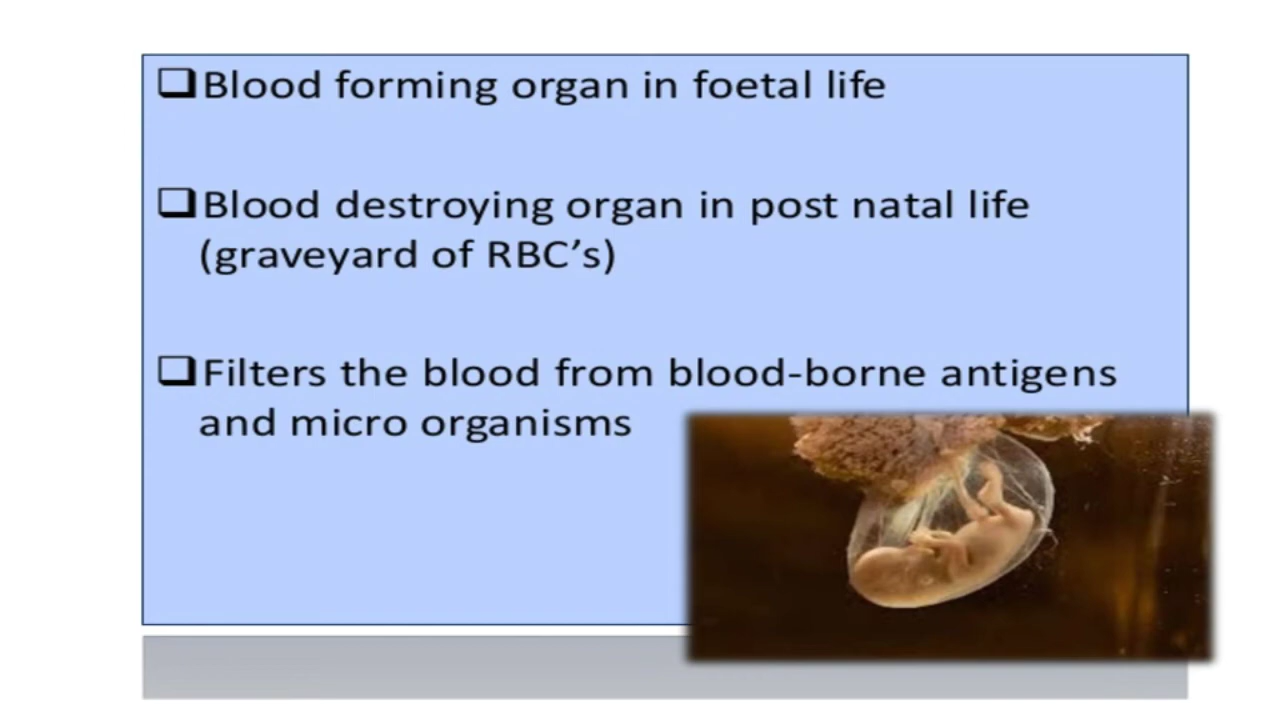 ❑Blood forming organ in foetal life
❑Blood destroying organ in post natal life
(graveyard of RBC’s)
❑Filters the blood from blood-borne antigens
and micro organisms